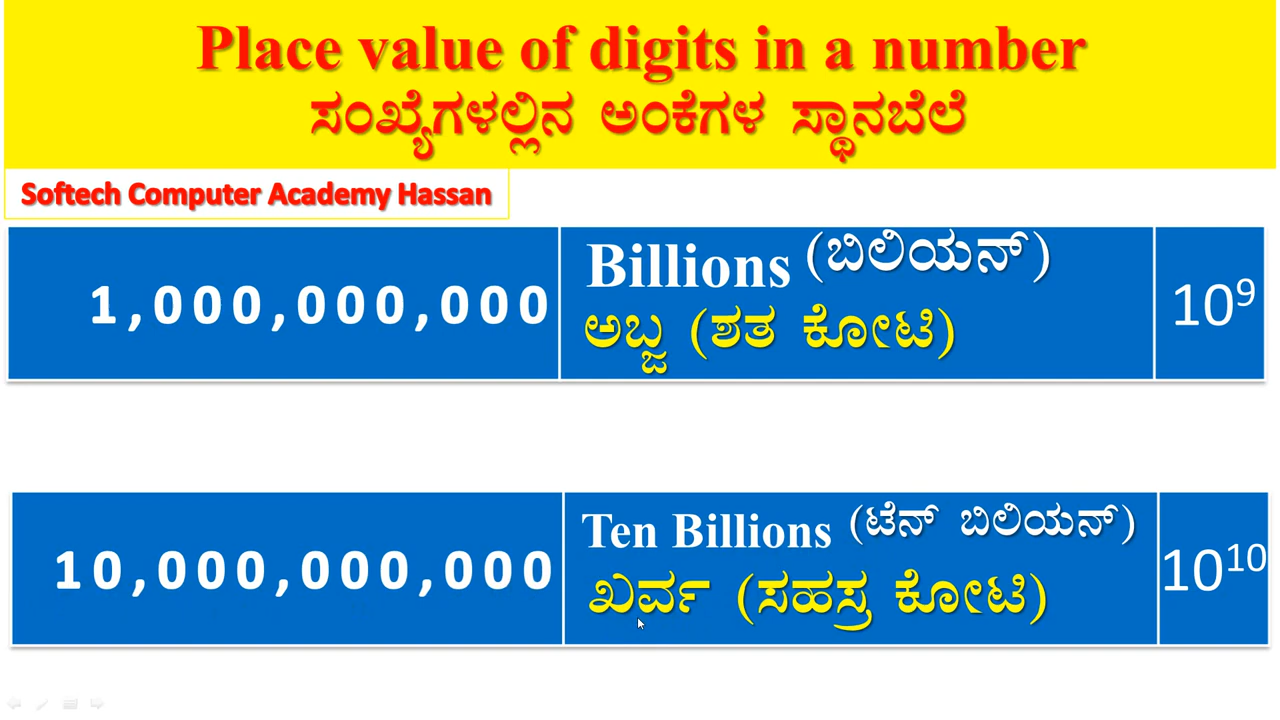 Place value of digits in a number
ಸಂಖ್ಯೆಗಳಲ್ಲಿನ ಅಂಕೆಗಳ ಸ್ಥಾನಬೆಲೆ
Softech Computer Academy Hassan
1,000,000,000
Billions (ಬಿಲಿಯನ್)
ಅಬ್ಜ (ಶತ ಕೋಟಿ)
10⁹
10,000,000,000
Ten Billions (ಟೆನ್ ಬಿಲಿಯನ್)
ಖರ್ವ (ಸಹಸ್ರ ಕೋಟಿ)
10¹⁰